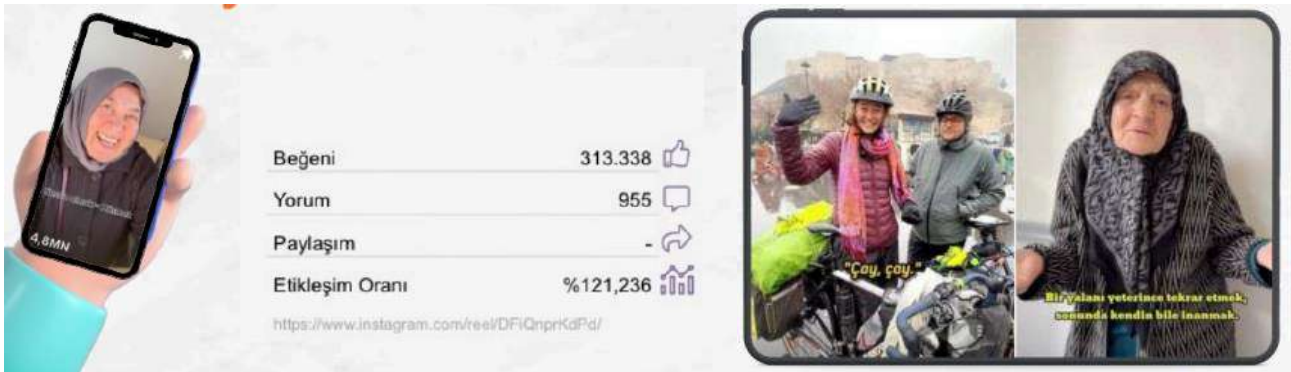 4,8MN
Beğeni 313.338
Yorum 955
Paylaşım -
Etikleşim Oranı %121,236
https://www.instagram.com/reel/DFiQnprKdPd/
"Çay, çay."
Bir yalanı yeterince tekrar etmek,
sonunda kendin bile inanmak.